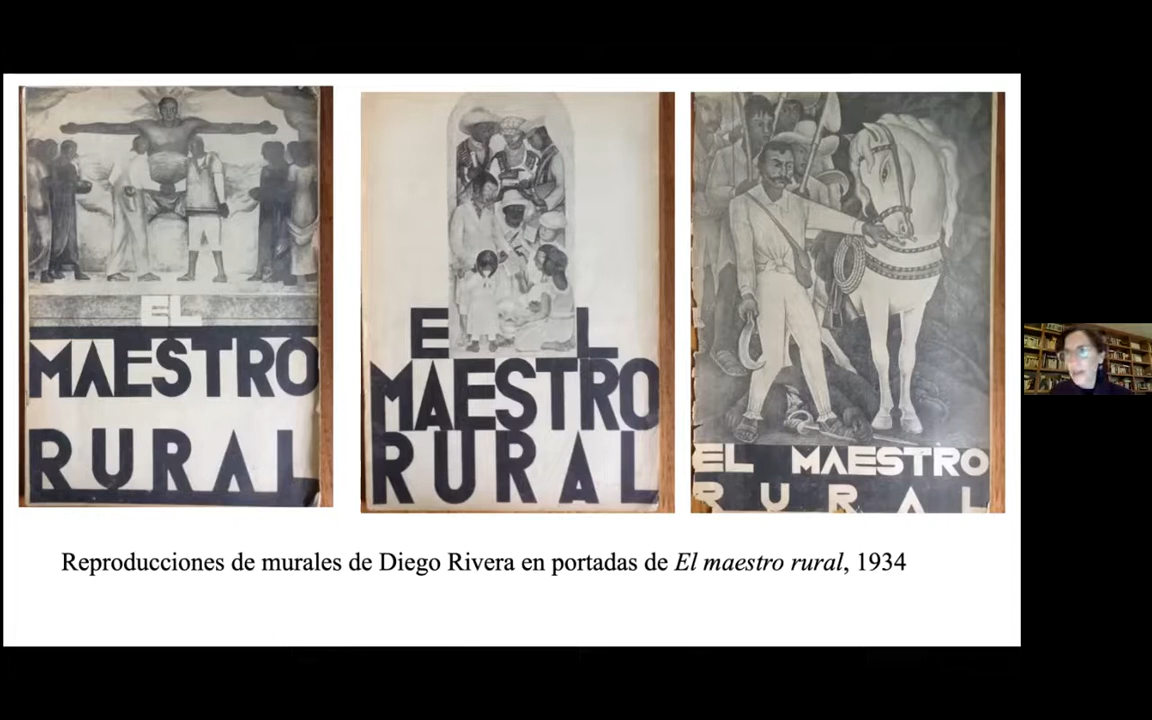 EL
MAESTRO
RURAL
EL
MAESTRO
RURAL
EL MAESTRO
RURAL
Reproducciones de murales de Diego Rivera en portadas de El maestro rural, 1934